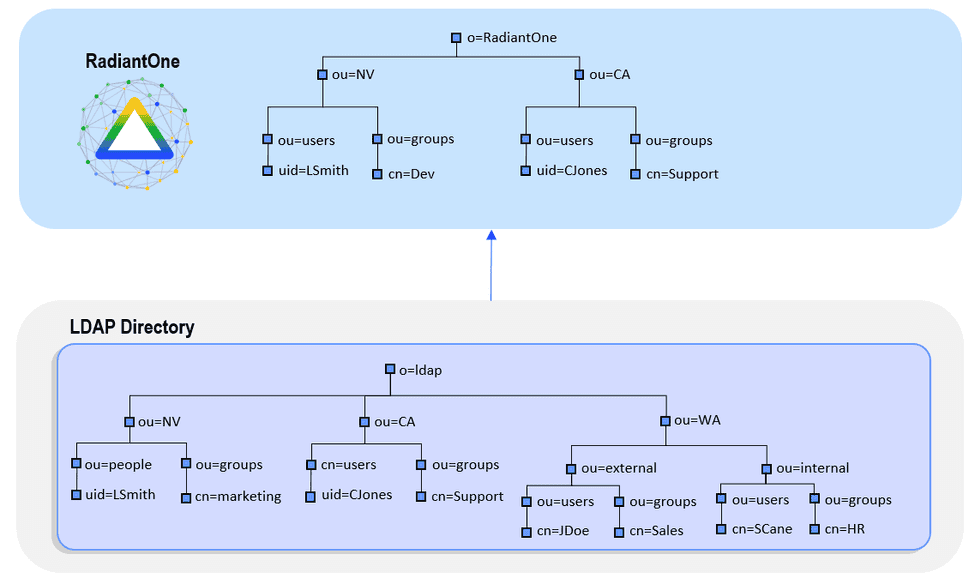 RadiantOne
o=RadiantOne
ou=NV
ou=CA
ou=users
ou=groups
ou=users
ou=groups
uid=LSmith
cn=Dev
uid=CJones
cn=Support
LDAP Directory
o=ldap
ou=NV
ou=CA
ou=WA
ou=people
ou=groups
cn=users
ou=groups
ou=external
ou=internal
uid=LSmith
cn=marketing
uid=CJones
cn=Support
ou=users
ou=groups
ou=users
ou=groups
cn=JDoe
cn=Sales
cn=SCane
cn=HR